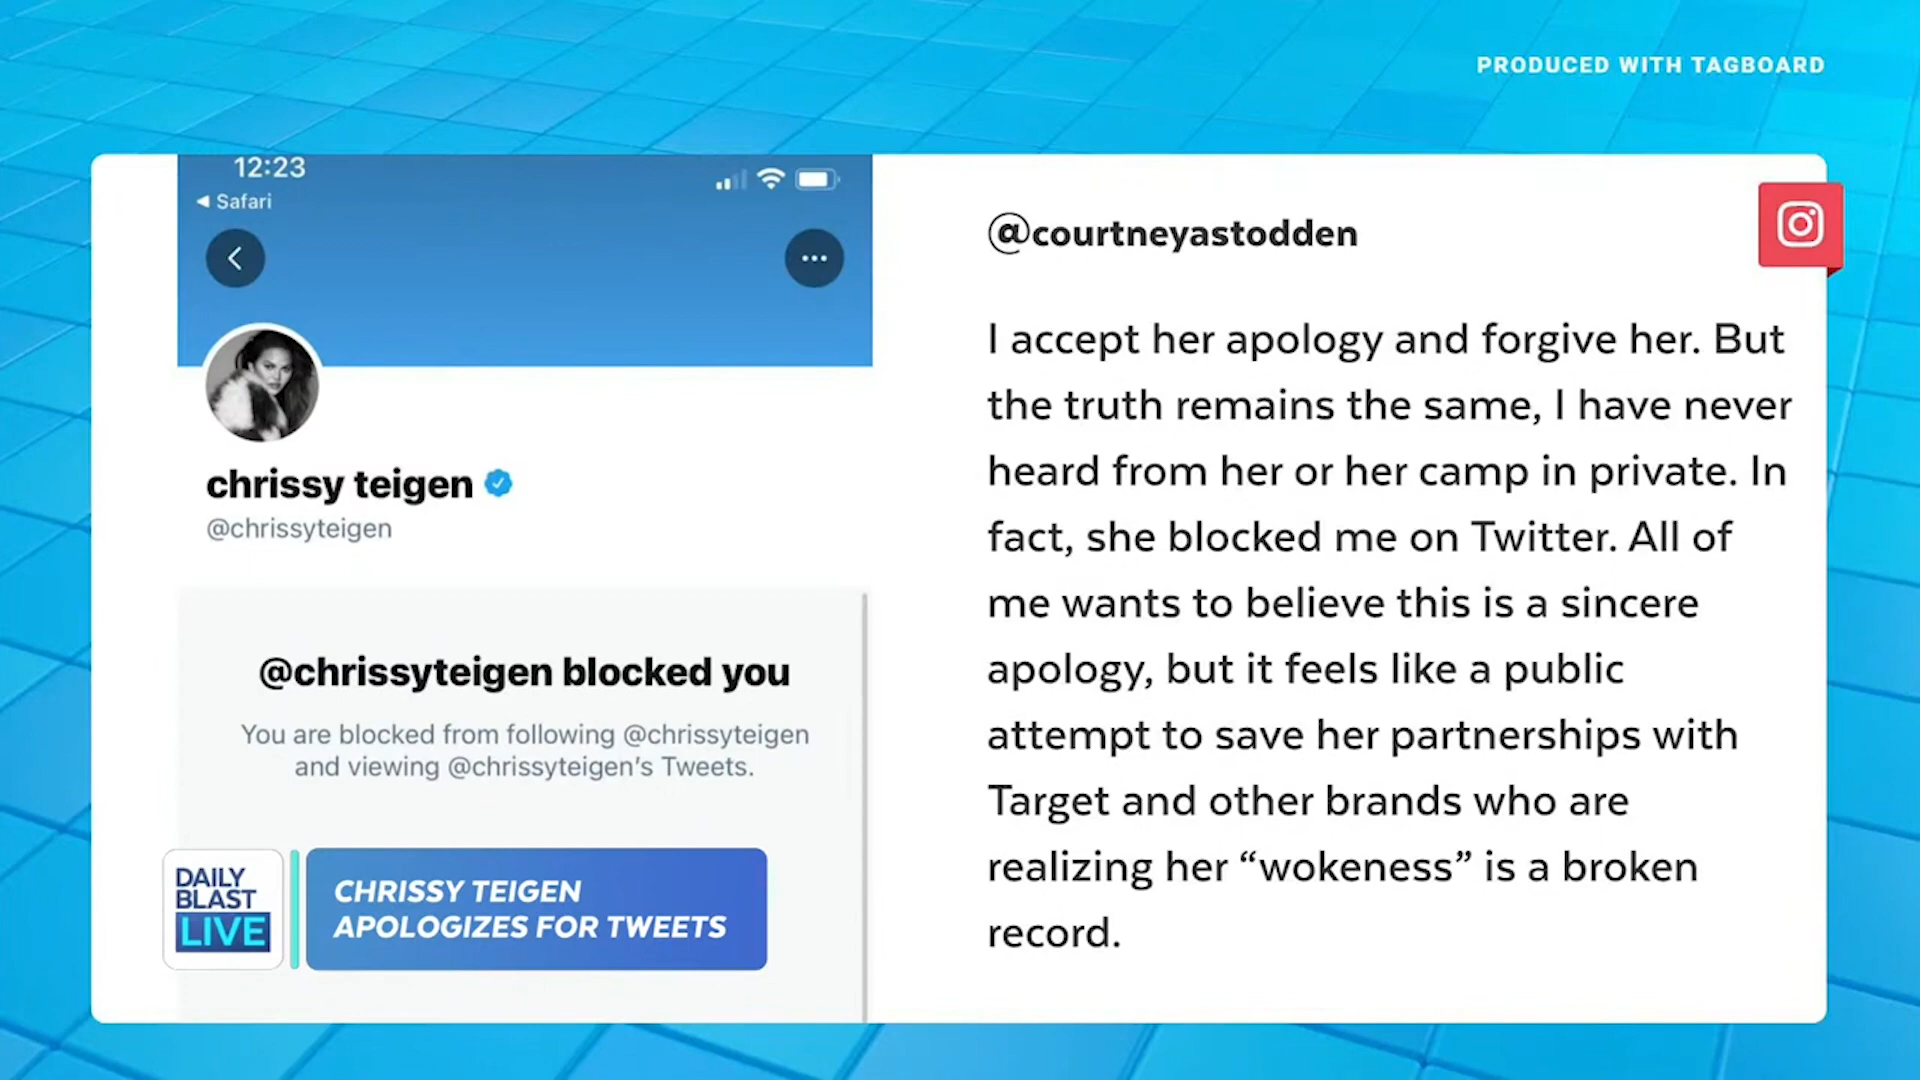 PRODUCED WITH TAGBOARD
12:23
Safari
chrissy teigen
@chrissyteigen
@chrissyteigen blocked you
You are blocked from following @chrissyteigen
and viewing @chrissyteigen's Tweets.
DAILY
BLAST
LIVE
CHRISSY TEIGEN
APOLOGIZES FOR TWEETS
@courtneyastodden
I accept her apology and forgive her. But
the truth remains the same, I have never
heard from her or her camp in private. In
fact, she blocked me on Twitter. All of
me wants to believe this is a sincere
apology, but it feels like a public
attempt to save her partnerships with
Target and other brands who are
realizing her “wokeness” is a broken
record.